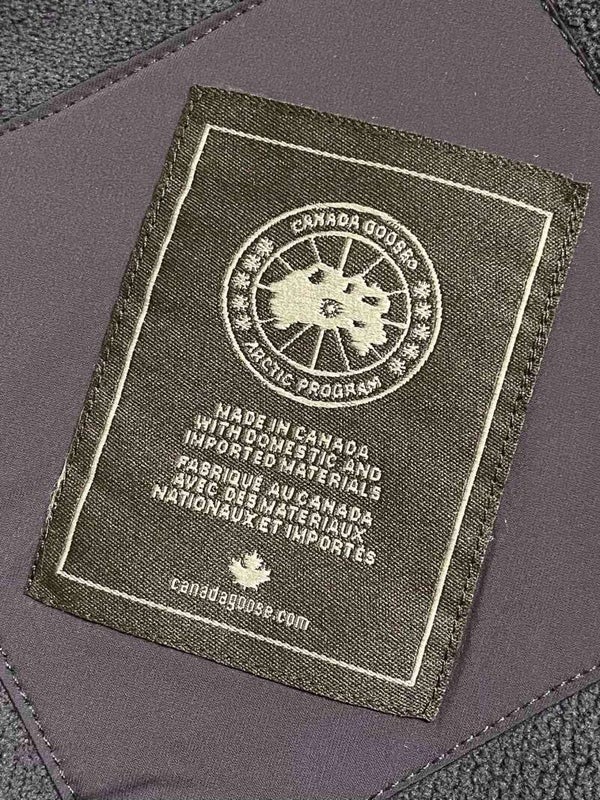 CANADA GOOSE®
ARCTIC PROGRAM
MADE IN CANADA
WITH DOMESTIC AND
IMPORTED MATERIALS
FABRIQUÉ AU CANADA
AVEC DES MATÉRIAUX
NATIONAUX ET IMPORTÉS
canadagoose.com